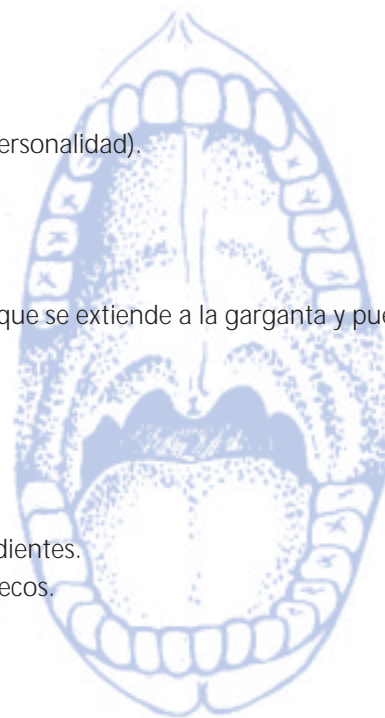 ersonalidad).
que se extiende a la garganta y pue
dientes.
ecos.